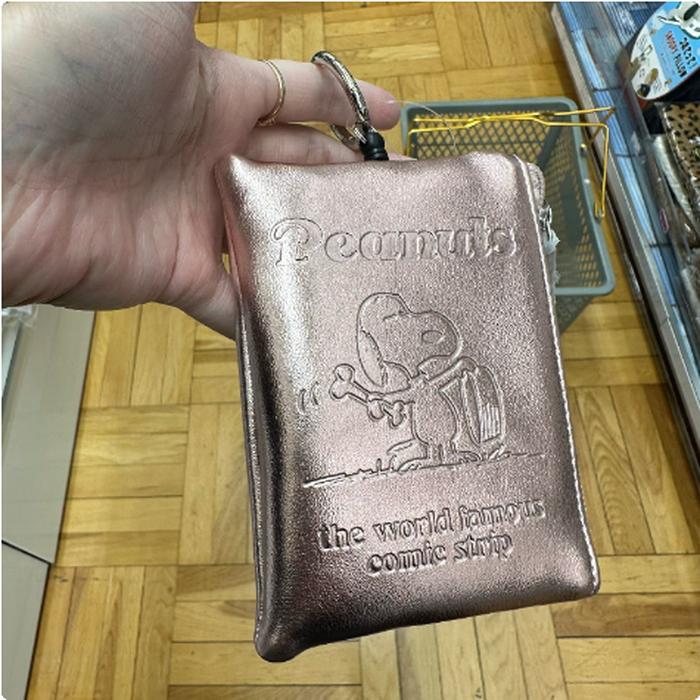 Peanuts
the world famous
comic strip